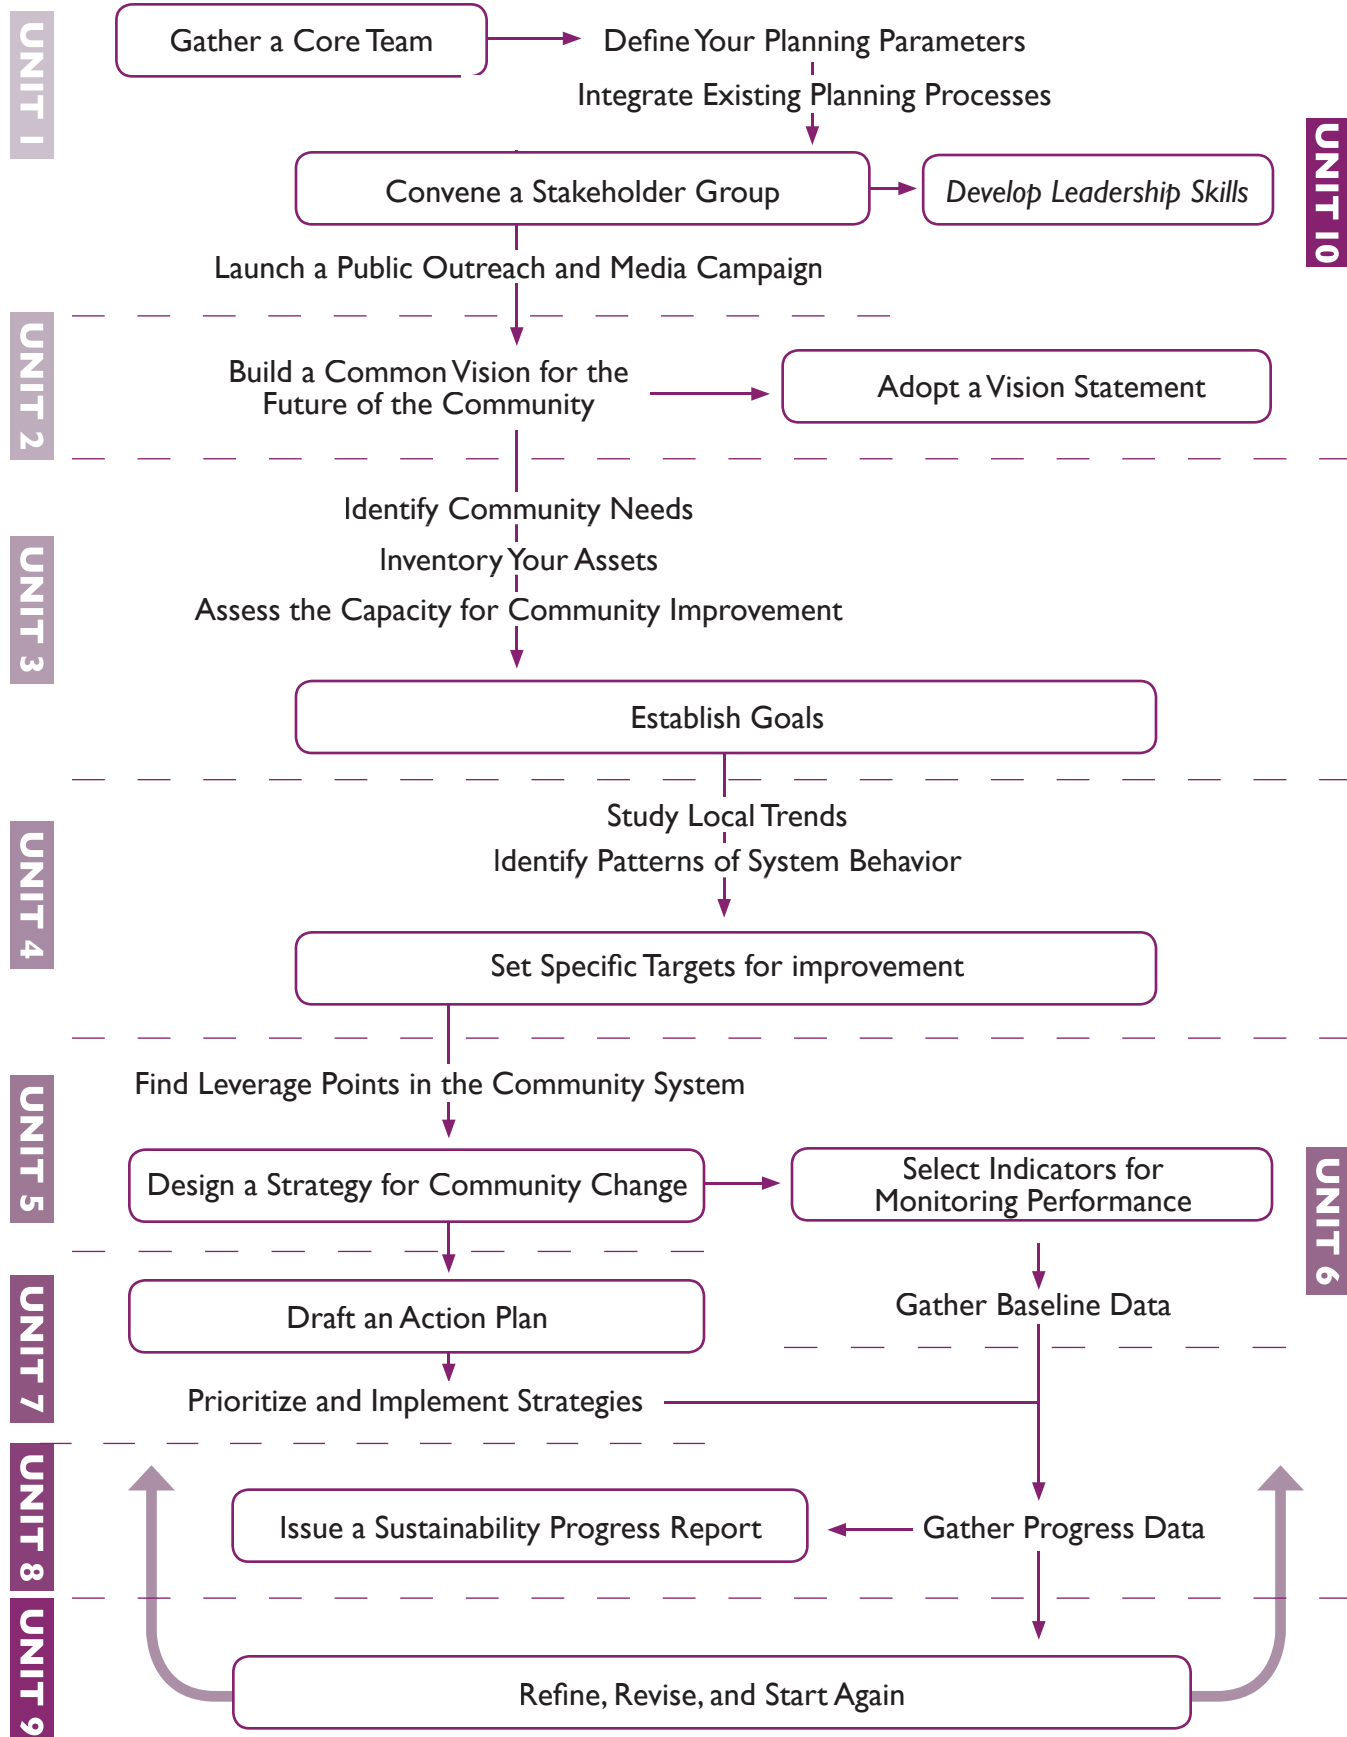 UNIT 1
Gather a Core Team
Define Your Planning Parameters
Integrate Existing Planning Processes
Convene a Stakeholder Group
Develop Leadership Skills
UNIT 10
Launch a Public Outreach and Media Campaign
UNIT 2
Build a Common Vision for the
Future of the Community
Adopt a Vision Statement
UNIT 3
Identify Community Needs
Inventory Your Assets
Assess the Capacity for Community Improvement
Establish Goals
UNIT 4
Study Local Trends
Identify Patterns of System Behavior
Set Specific Targets for improvement
UNIT 5
Find Leverage Points in the Community System
Design a Strategy for Community Change
Select Indicators for
Monitoring Performance
UNIT 6
Gather Baseline Data
UNIT 7
Draft an Action Plan
Prioritize and Implement Strategies
UNIT 8
Issue a Sustainability Progress Report
Gather Progress Data
UNIT 9
Refine, Revise, and Start Again